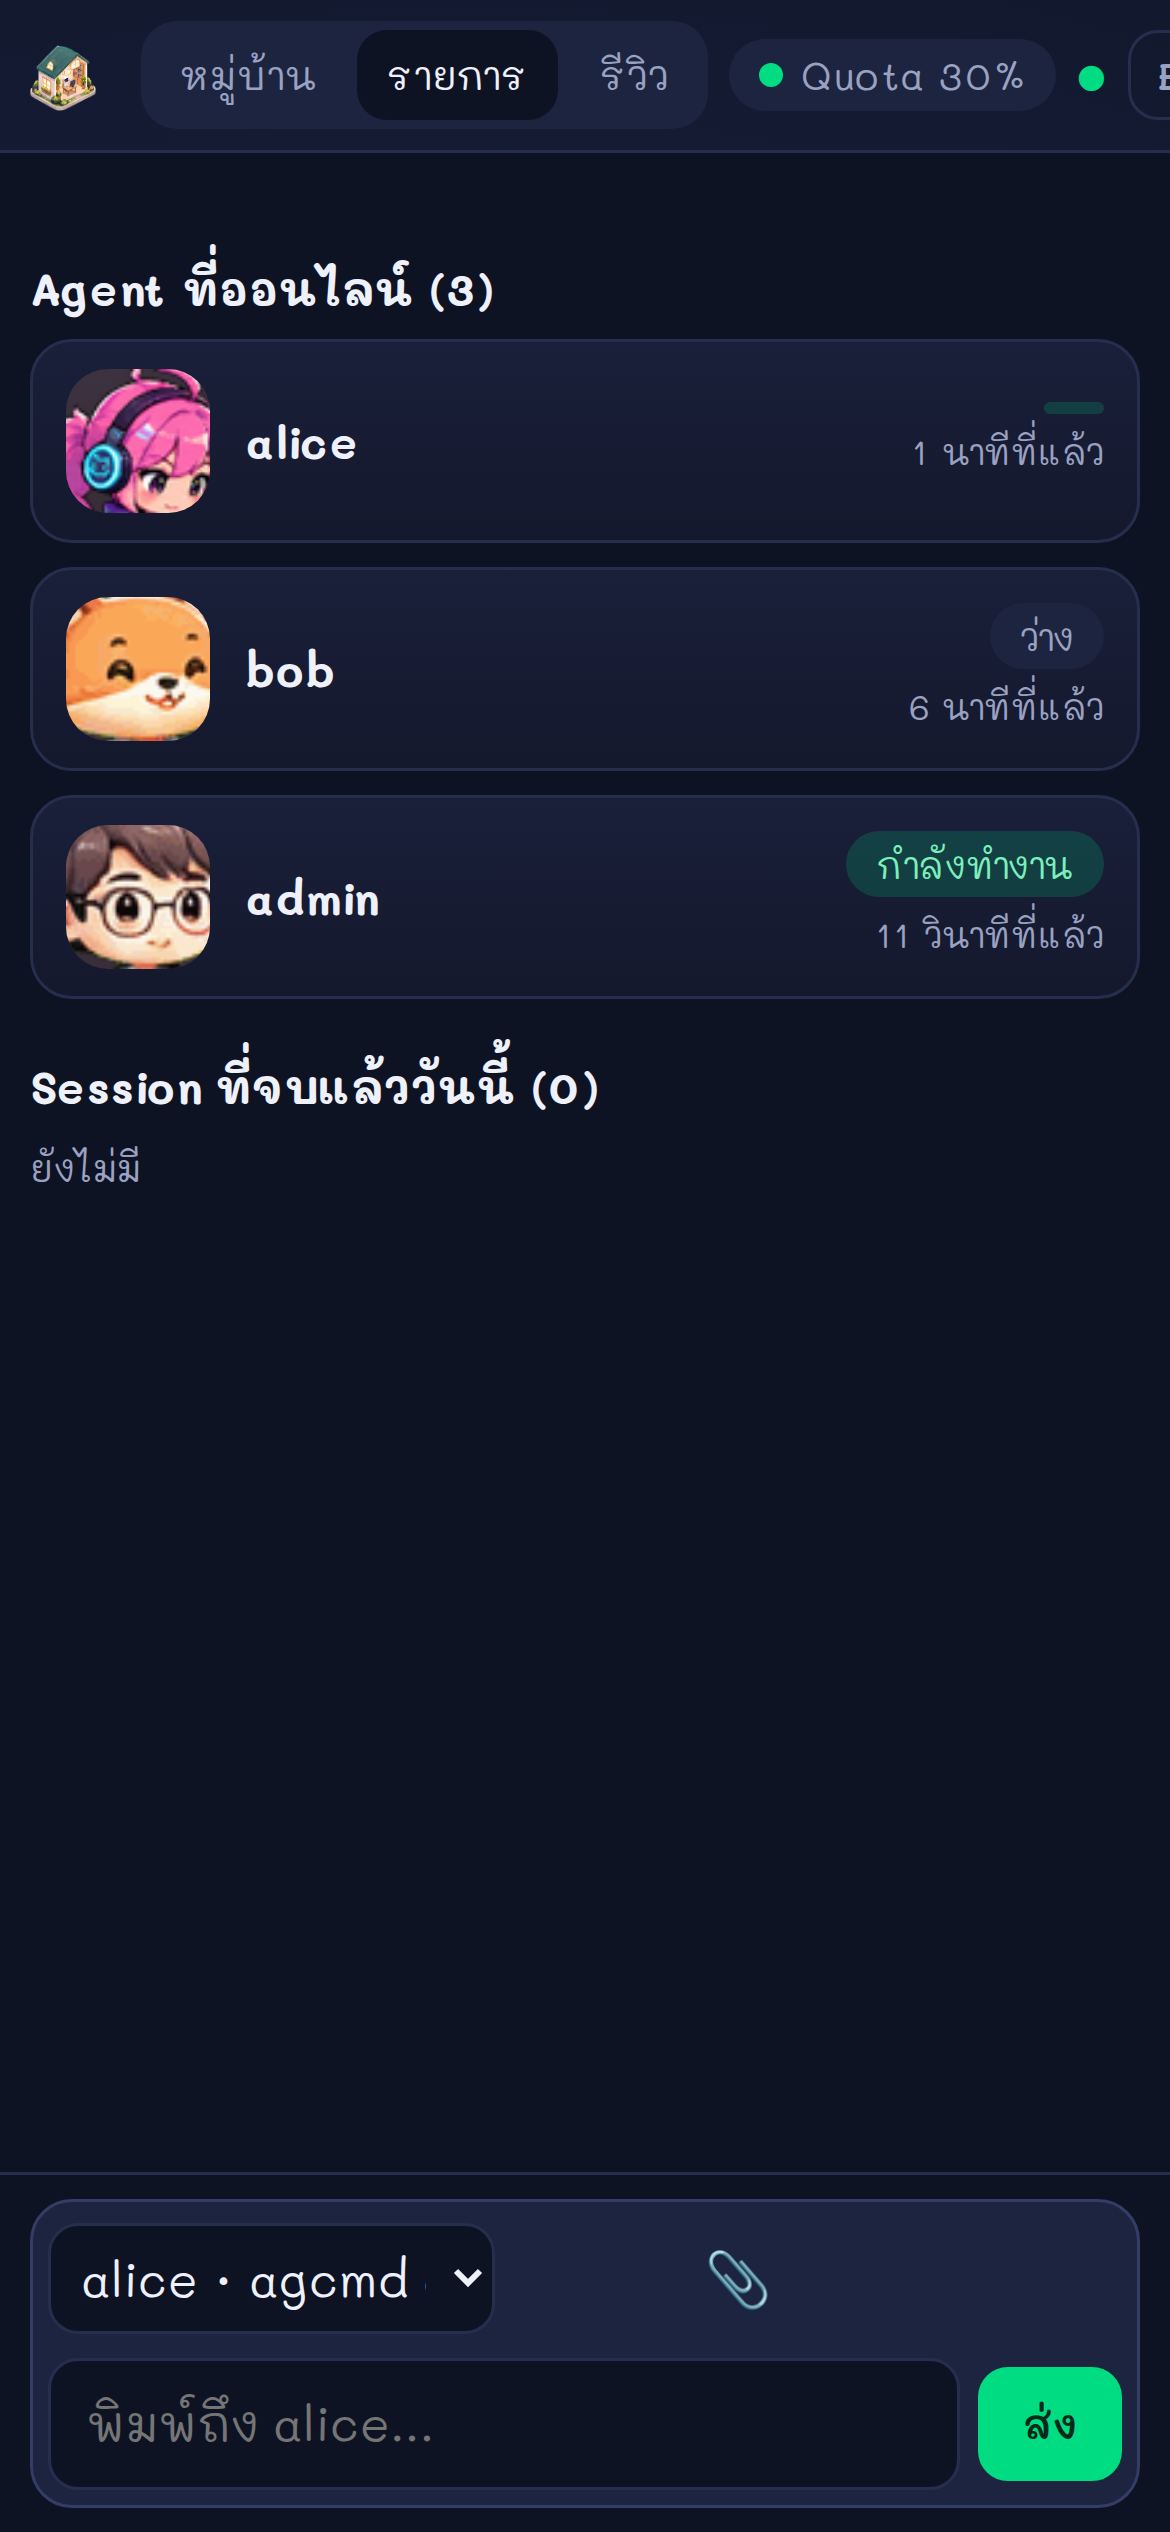 หมู่บ้าน
รายการ
รีวิว
Quota 30%
Agent ที่ออนไลน์ (3)
alice
1 นาทีที่แล้ว
bob
ว่าง
6 นาทีที่แล้ว
admin
กำลังทำงาน
11 วินาทีที่แล้ว
Session ที่จบแล้ววันนี้ (0)
ยังไม่มี
alice · agcmd
พิมพ์ถึง alice...
ส่ง